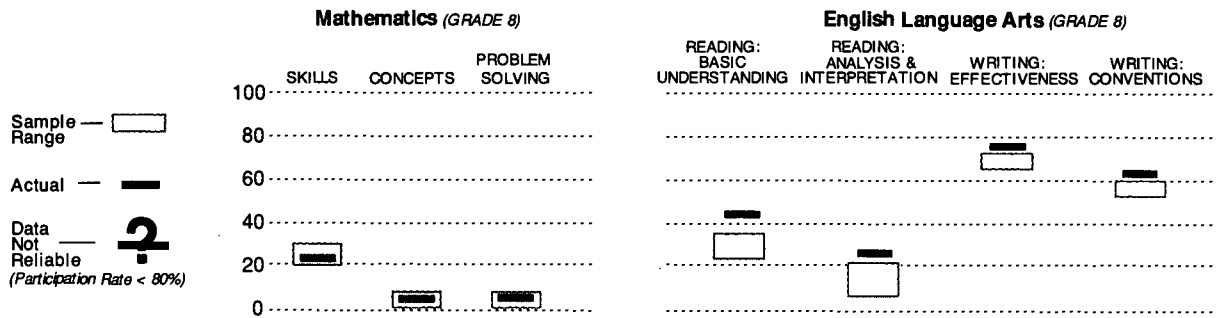 Mathematics (GRADE 8)
English Language Arts (GRADE 8)
SKILLS
CONCEPTS
PROBLEM
SOLVING
READING:
BASIC
UNDERSTANDING
READING:
ANALYSIS &
INTERPRETATION
WRITING:
EFFECTIVENESS
WRITING:
CONVENTIONS
Sample
Range
Actual
Data
Not
Reliable
(Participation Rate < 80%)
100
80
60
40
20
0